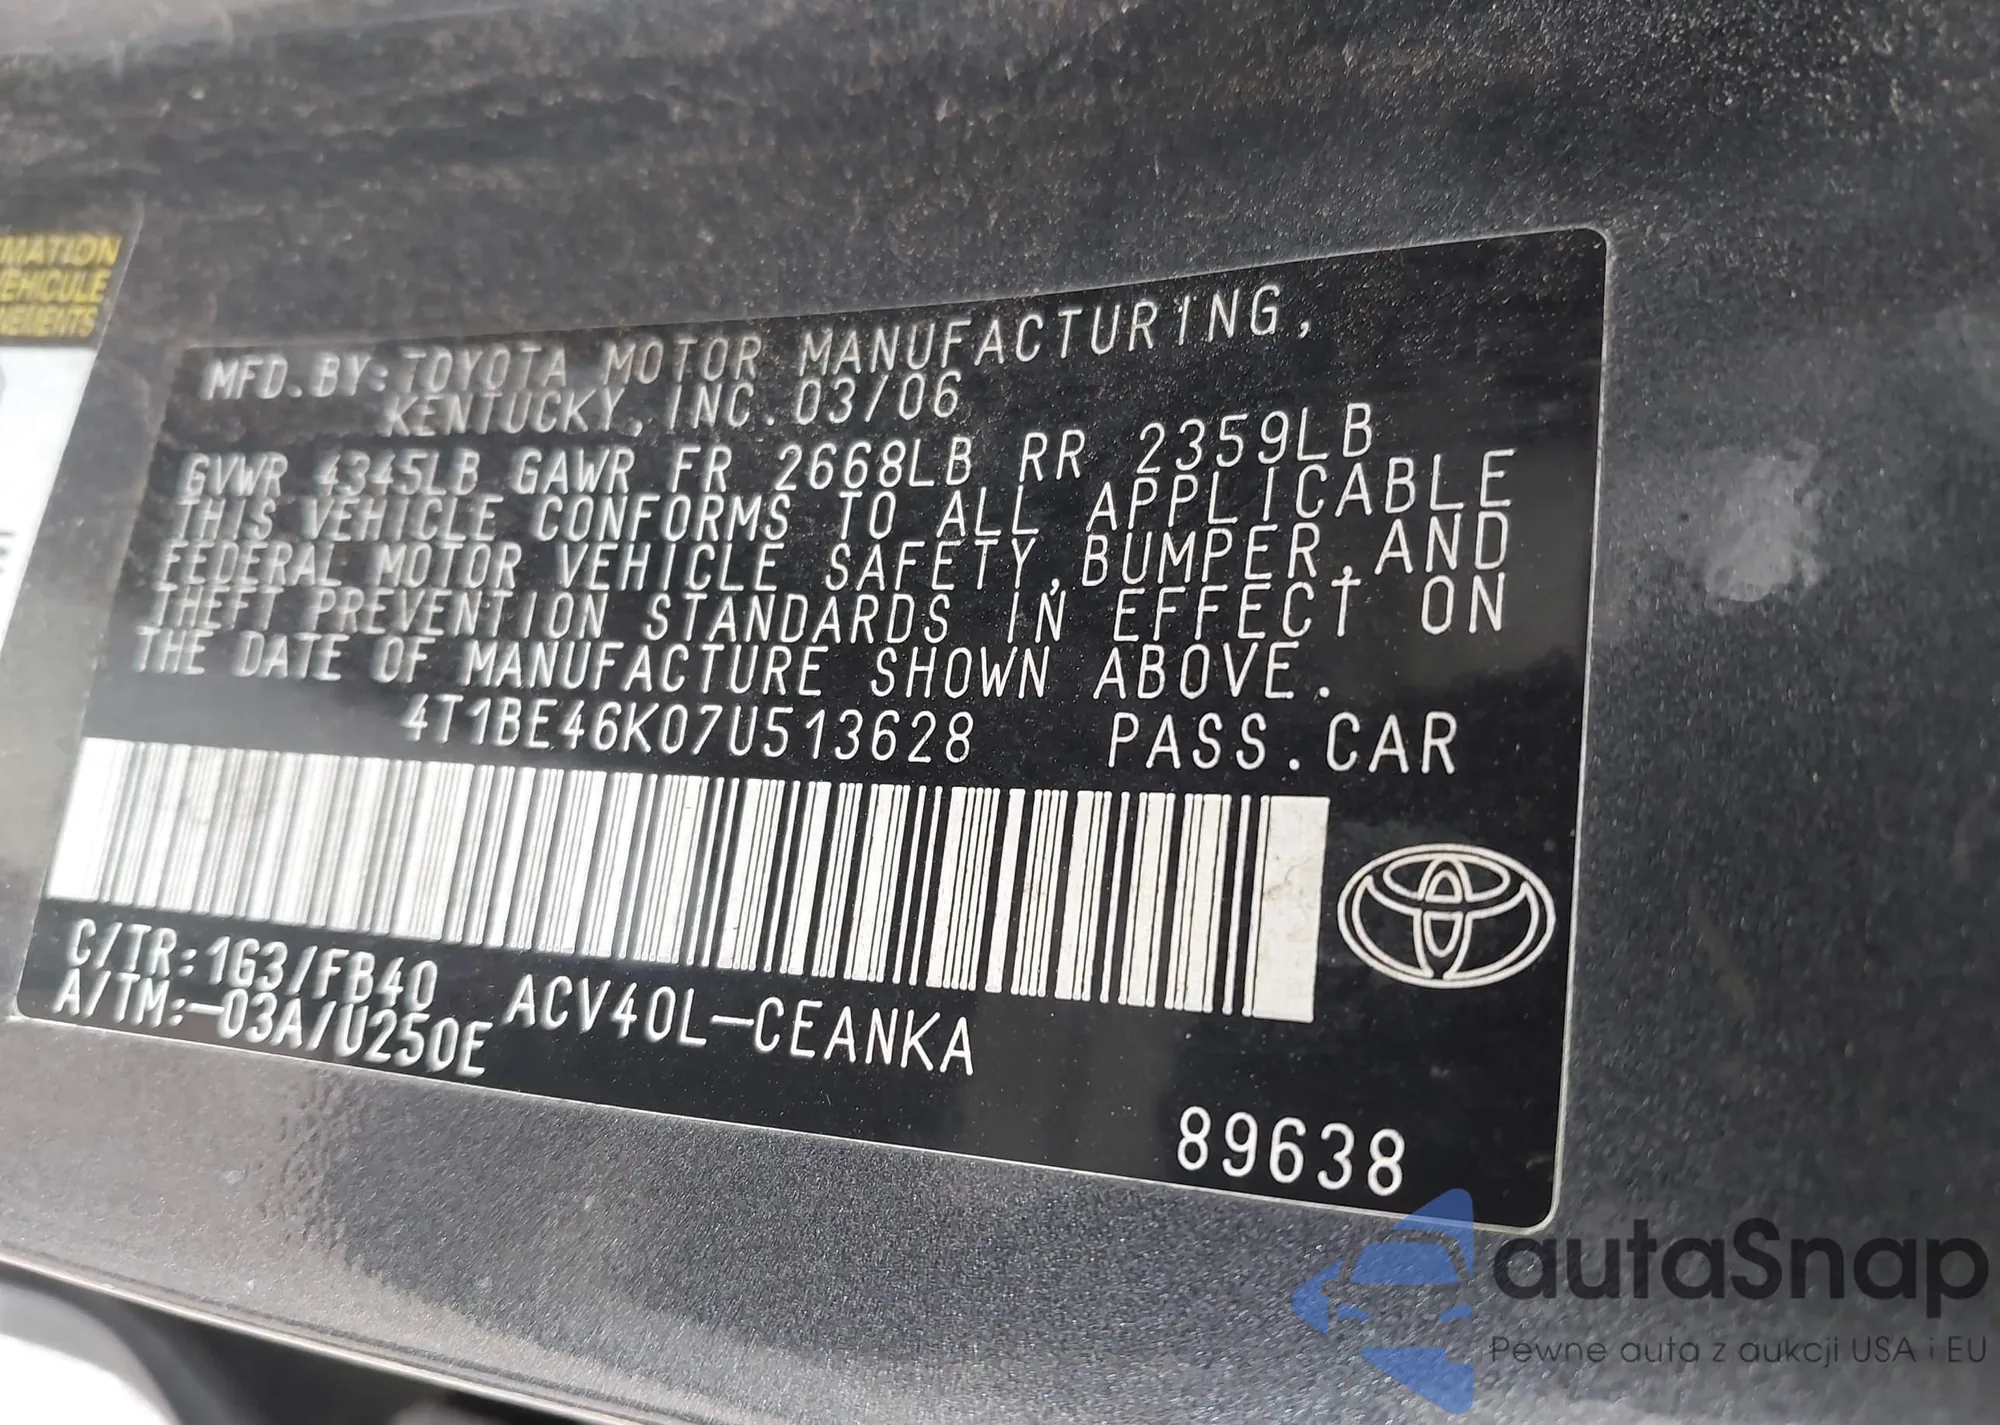 MATION
EHICULE
NEMENTS
MFD.BY:TOYOTA MOTOR MANUFACTURING,
KENTUCKY,INC.03/06
GVWR 4345LB GAWR FR 2668LB RR 2359LB
THIS VEHICLE CONFORMS TO ALL APPLICABLE
FEDERAL MOTOR VEHICLE SAFETY,BUMPER,AND
THEFT PREVENTION STANDARDS IN EFFECT ON
THE DATE OF MANUFACTURE SHOWN ABOVE.
4T1BE46K07U513628 PASS.CAR
C/TR:1G3/FB40
A/TM:-03A/U250E
ACV40L-CEANKA
89638
autaSnap
Pewne auta z aukcji USA i EU